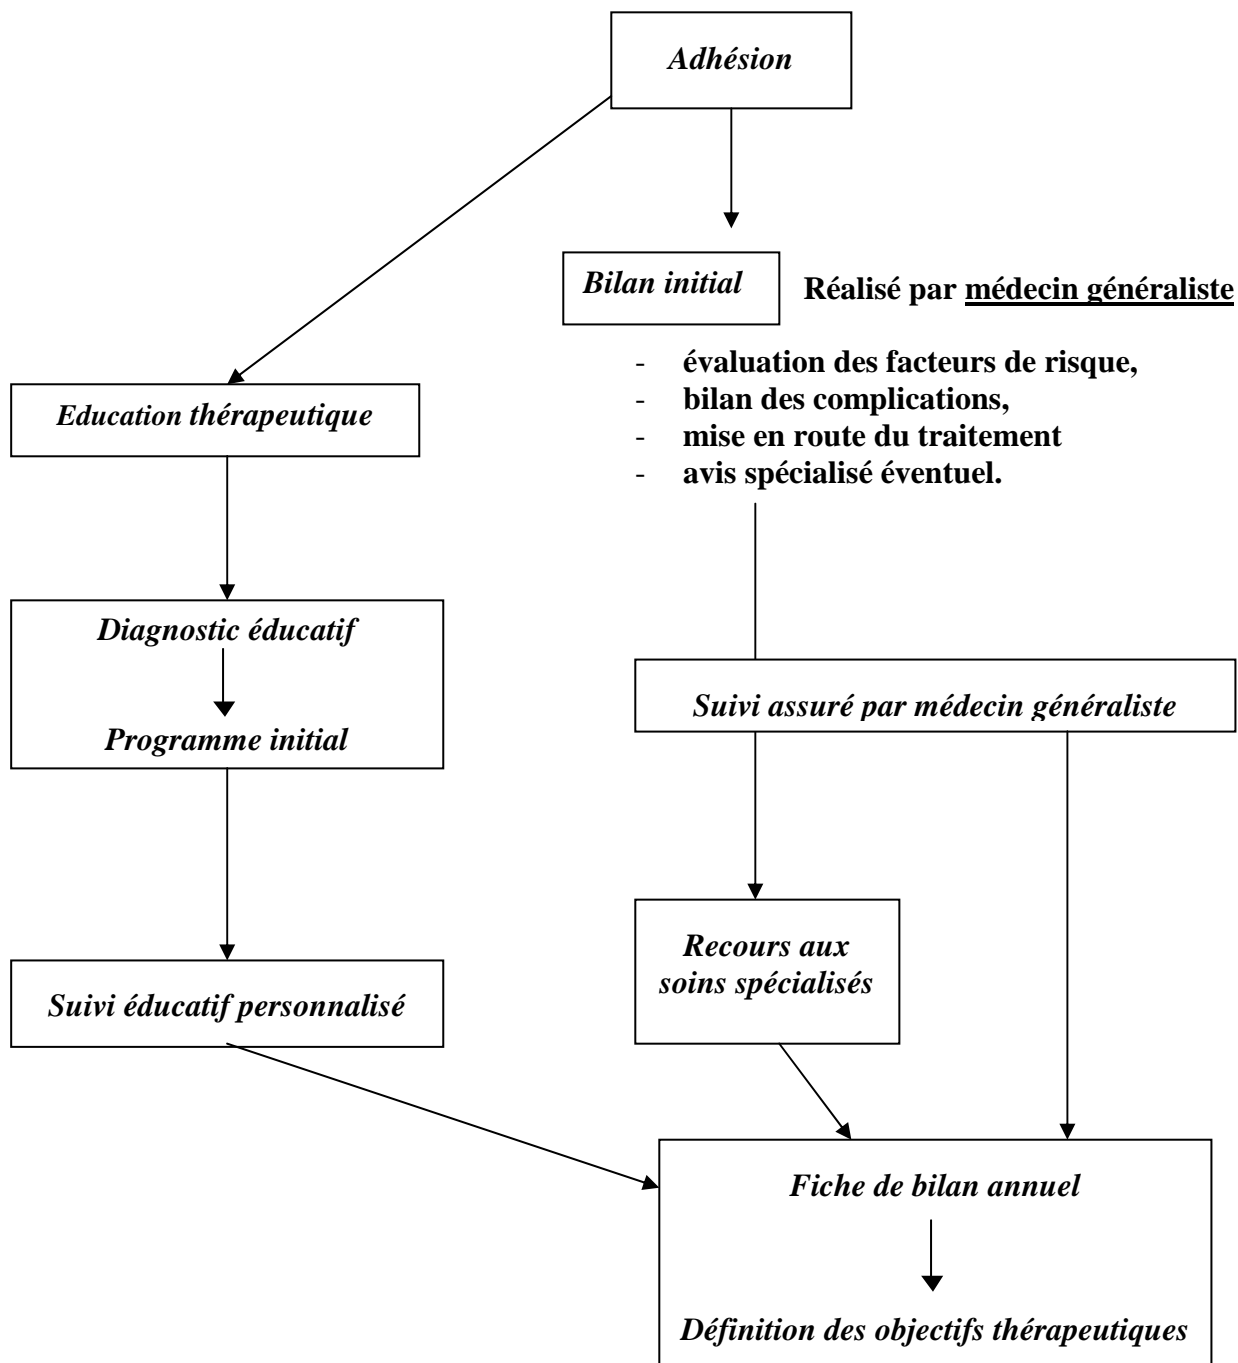 Adhésion
Bilan initial
Réalisé par médecin généraliste
- évaluation des facteurs de risque,
- bilan des complications,
- mise en route du traitement
- avis spécialisé éventuel.
Education thérapeutique
Diagnostic éducatif
Programme initial
Suivi assuré par médecin généraliste
Recours aux
soins spécialisés
Suivi éducatif personnalisé
Fiche de bilan annuel
Définition des objectifs thérapeutiques